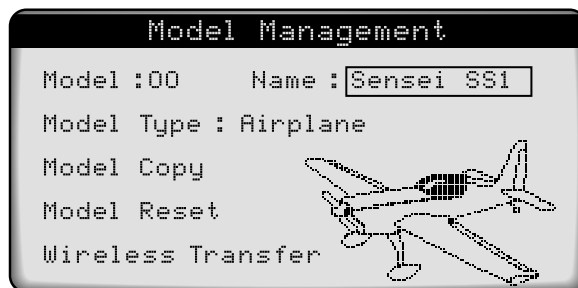 Model Management
Model :00 Name : Sensei SS1
Model Type : Airplane
Model Copy
Model Reset
Wireless Transfer